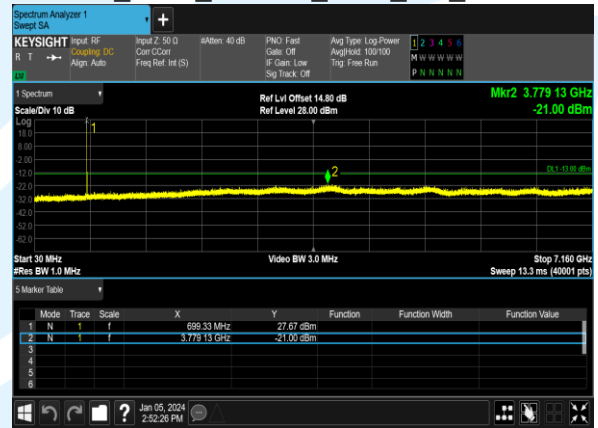 Spectrum Analyzer 1
Swept SA
KEYSIGHT Input: RF Input Z: 50 Ω #Atten: 40 dB PNO: Fast Avg Type: Log-Power 1 2 3 4 5 6
R T Coupling: DC Corr CCorr Gate: Off Avg|Hold: 100/100 M W W W W W
Align: Auto Freq Ref: Int (S) IF Gain: Low Trig: Free Run
LW Sig Track: Off P N N N N N
1 Spectrum Mkr2 3.779 13 GHz
Ref Lvl Offset 14.80 dB
Scale/Div 10 dB Ref Level 28.00 dBm -21.00 dBm
Log
18.0 1
8.00
-2.00
-12.0 2 DL1 -13.00 dBm
-22.0
-32.0
-42.0
-52.0
-62.0
Start 30 MHz Video BW 3.0 MHz Stop 7.160 GHz
#Res BW 1.0 MHz Sweep 13.3 ms (40001 pts)
5 Marker Table
Mode Trace Scale X Y Function Function Width Function Value
1 N 1 f 699.33 MHz 27.67 dBm
2 N 1 f 3.779 13 GHz -21.00 dBm
3
4
5
6
? Jan 05, 2024
2:52:26 PM